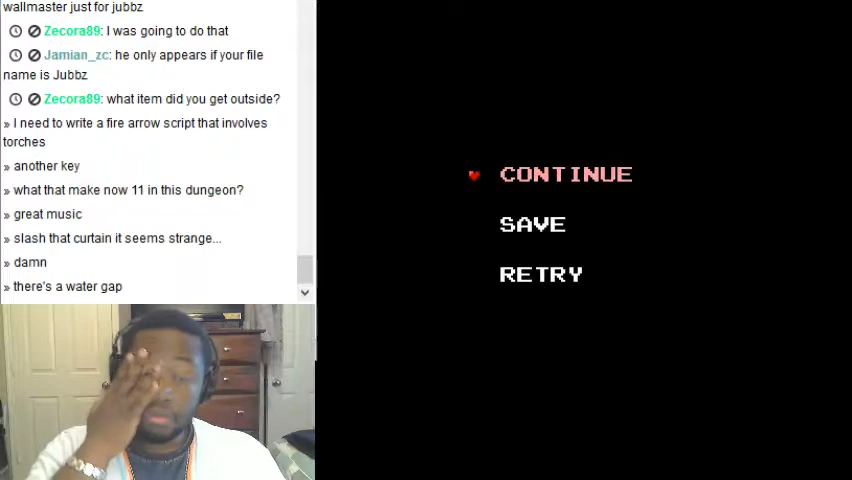 wallmaster just for jubbz
Zecora89: I was going to do that
Jamian_zc: he only appears if your file
name is Jubbz
Zecora89: what item did you get outside?
» I need to write a fire arrow script that involves
torches
» another key
» what that make now 11 in this dungeon?
» great music
» slash that curtain it seems strange...
» damn
» there's a water gap
CONTINUE
SAVE
RETRY